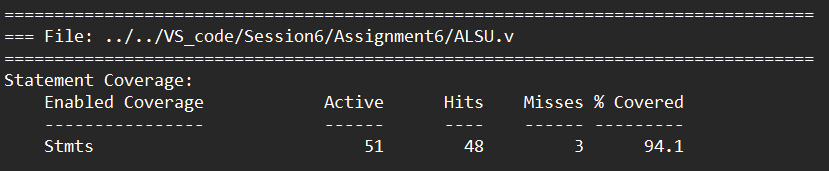 ================================================================================
=== File: ../../VS_code/Session6/Assignment6/ALSU.v
================================================================================
Statement Coverage:
    Enabled Coverage            Active      Hits    Misses % Covered
    ----------------            ------      ----    ------ ---------
    Stmts                           51        48         3      94.1